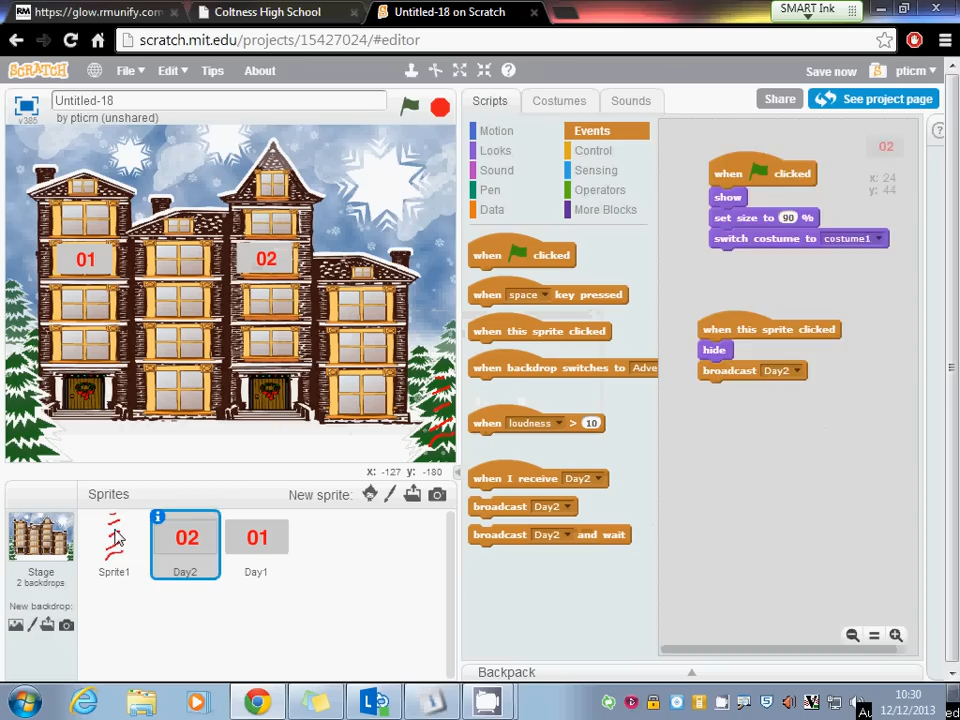 https://glow.rmunify.com
Coltness High School
Untitled-18 on Scratch
SMART Ink
scratch.mit.edu/projects/15427024/#editor
SCRATCH
File
Edit
Tips
About
Save now
pticm
v385
Untitled-18
by pticm (unshared)
Scripts
Costumes
Sounds
Share
See project page
Motion
Events
Looks
Control
Sound
Sensing
Pen
Operators
Data
More Blocks
when clicked
when space key pressed
when this sprite clicked
when backdrop switches to Adve
when loudness > 10
when I receive Day2
broadcast Day2
broadcast Day2 and wait
02
x: 24
y: 44
when clicked
show
set size to 90 %
switch costume to costume1
when this sprite clicked
hide
broadcast Day2
01
02
x: -127 y: -180
Sprites
New sprite:
Stage
2 backdrops
New backdrop:
Sprite1
02
Day2
01
Day1
Backpack
10:30
12/12/2013